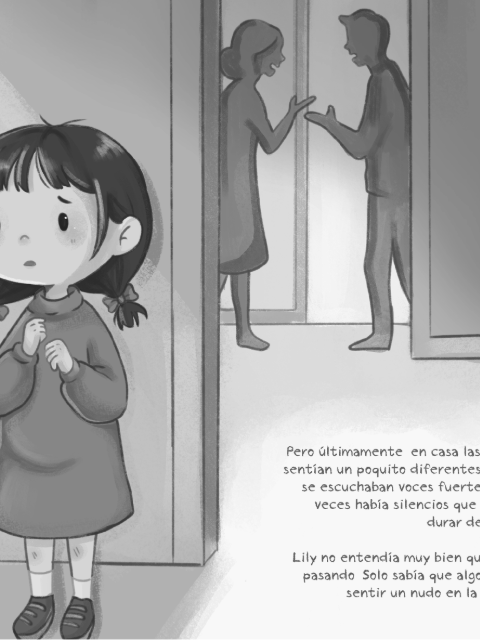 Pero últimamente en casa las
sentían un poquito diferentes
se escuchaban voces fuerte
veces había silencios que
durar de
Lily no entendía muy bien qu
pasando Solo sabía que algo
sentir un nudo en la